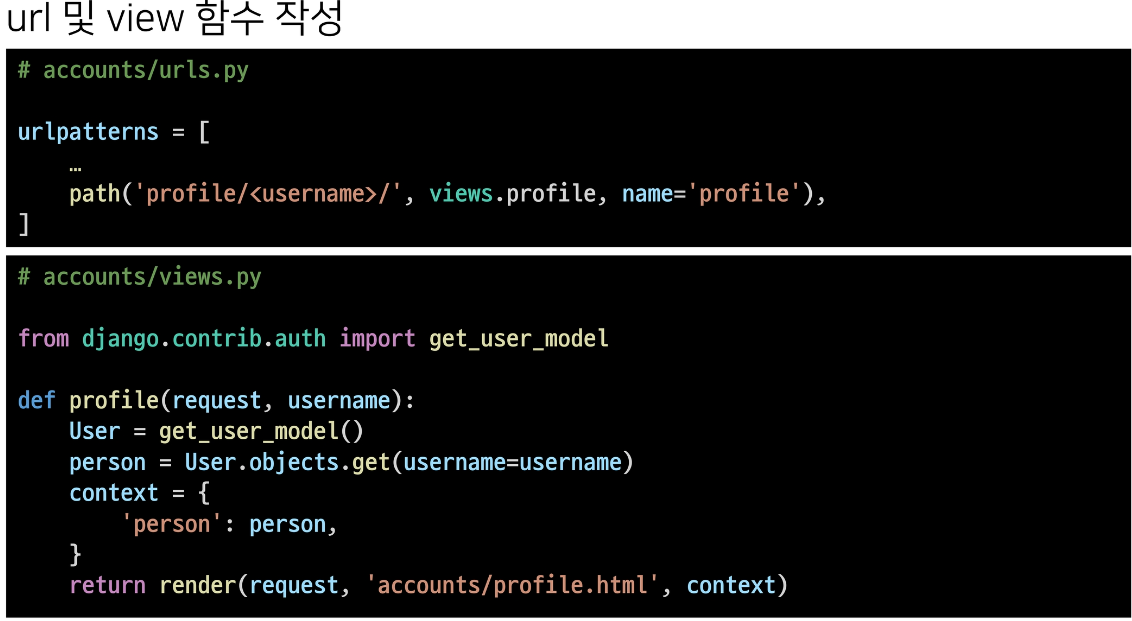 url 및 view 함수 작성
# accounts/urls.py
urlpatterns = [
    …
    path('profile/<username>/', views.profile, name='profile'),
]
# accounts/views.py
from django.contrib.auth import get_user_model
def profile(request, username):
    User = get_user_model()
    person = User.objects.get(username=username)
    context = {
        'person': person,
    }
    return render(request, 'accounts/profile.html', context)